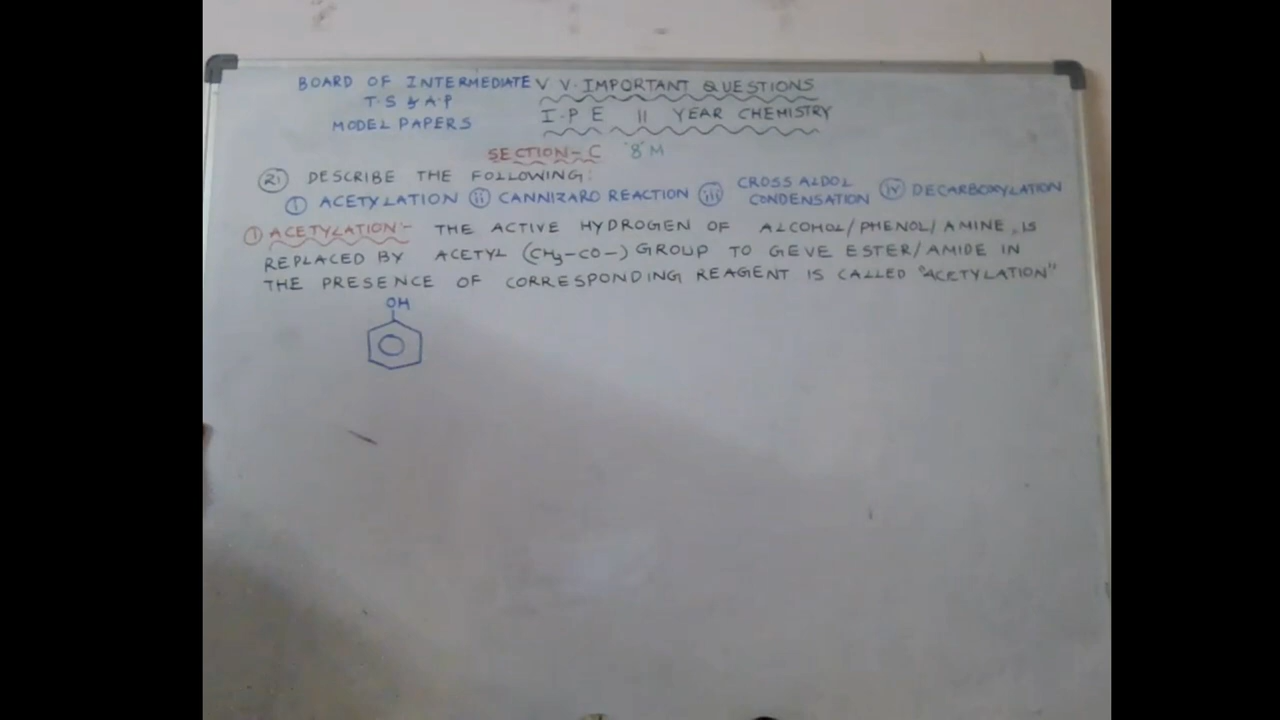 BOARD OF INTERMEDIATE V.V. IMPORTANT QUESTIONS
T.S & A.P
MODEL PAPERS
I.P.E II YEAR CHEMISTRY
SECTION-C 8 M
21 DESCRIBE THE FOLLOWING:
i ACETYLATION ii CANNIZARO REACTION iii CROSS ALDOL CONDENSATION iv DECARBOXYLATION
i ACETYLATION:- THE ACTIVE HYDROGEN OF ALCOHOL/PHENOL/AMINE, IS
REPLACED BY ACETYL (CH3-CO-) GROUP TO GEVE ESTER/AMIDE IN
THE PRESENCE OF CORRESPONDING REAGENT IS CALLED "ACETYLATION"
OH